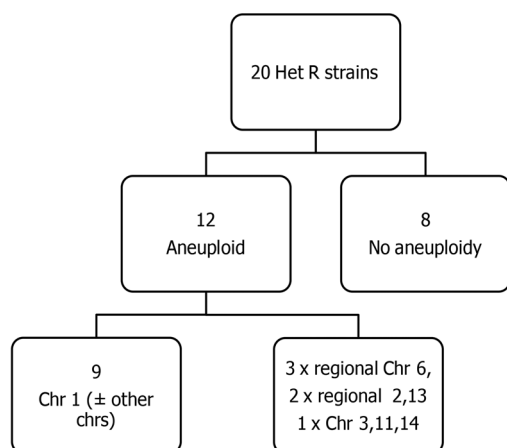 20 Het R strains
12
Aneuploid
8
No aneuploidy
9
Chr 1 (± other
chrs)
3 x regional Chr 6,
2 x regional 2,13
1 x Chr 3,11,14